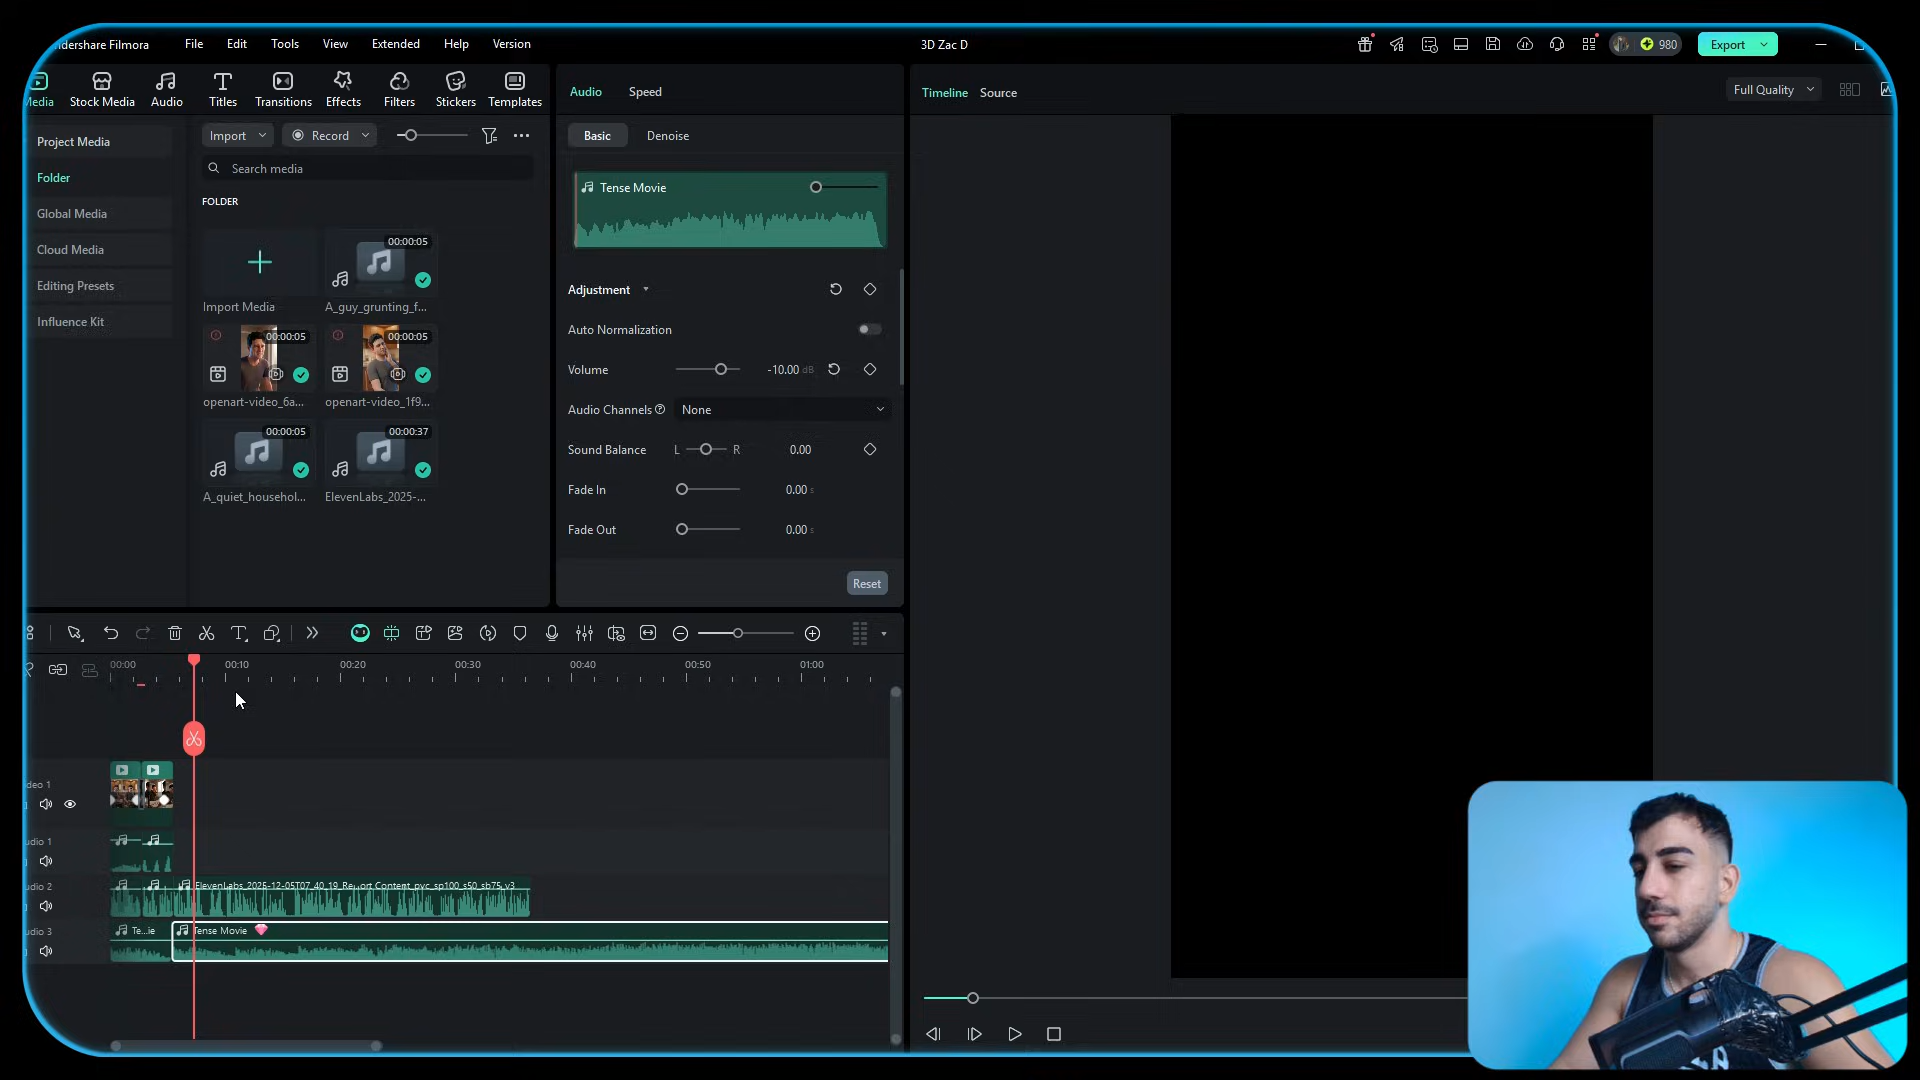 ndershare Filmora
File
Edit
Tools
View
Extended
Help
Version
3D Zac D
980
Export
Media
Stock Media
Audio
Titles
Transitions
Effects
Filters
Stickers
Templates
Audio
Speed
Timeline
Source
Full Quality
Project Media
Folder
Global Media
Cloud Media
Editing Presets
Influence Kit
Import
Record
Search media
FOLDER
00:00:05
Import Media
A_guy_grunting_f...
00:00:05
00:00:05
openart-video_6a...
openart-video_1f9...
00:00:05
00:00:37
A_quiet_househol...
ElevenLabs_2025-...
Basic
Denoise
Tense Movie
Adjustment
Auto Normalization
Volume
-10.00 dB
Audio Channels
None
Sound Balance
L
R
0.00
Fade In
0.00 s
Fade Out
0.00 s
Reset
00:00
00:10
00:20
00:30
00:40
00:50
01:00
deo 1
udio 1
udio 2
ElevenLabs_2025-12-05T07_40_19_Report Content_pvc_sp100_s50_sb75_v3
udio 3
Te...ie
Tense Movie